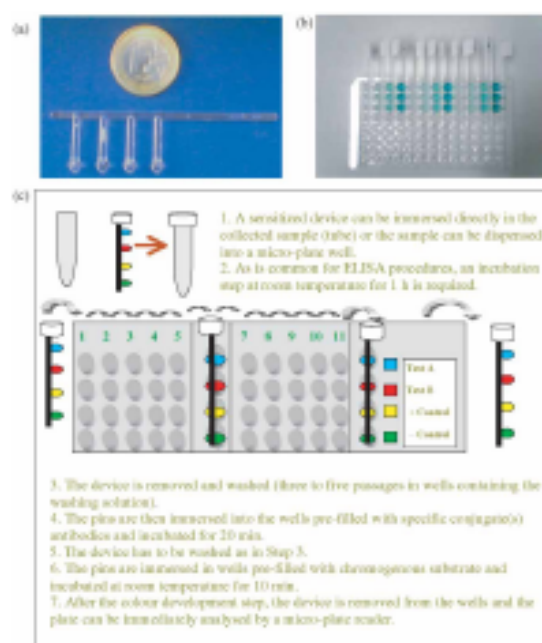 (a)
(b)
(c)
1. A sensitized device can be immersed directly in the
collected sample (tube) or the sample can be dispensed
into a micro-plate well.
2. As is common for ELISA procedures, an incubation
step at room temperature for 1 h is required.
1 2 3 4 5 7 8 9 10 11
Test A
Test B
- Control
3. The device is removed and washed (three to five passages in wells containing the
washing solution).
4. The pins are then immersed into the wells pre-filled with specific conjugate(s)
antibodies and incubated for 20 min.
5. The device has to be washed as in Step 3.
6. The pins are immersed in wells pre-filled with chromogenous substrate and
incubated at room temperature for 10 min.
7. After the colour development step, the device is removed from the wells and the
plate can be immediately analysed by a micro-plate reader.